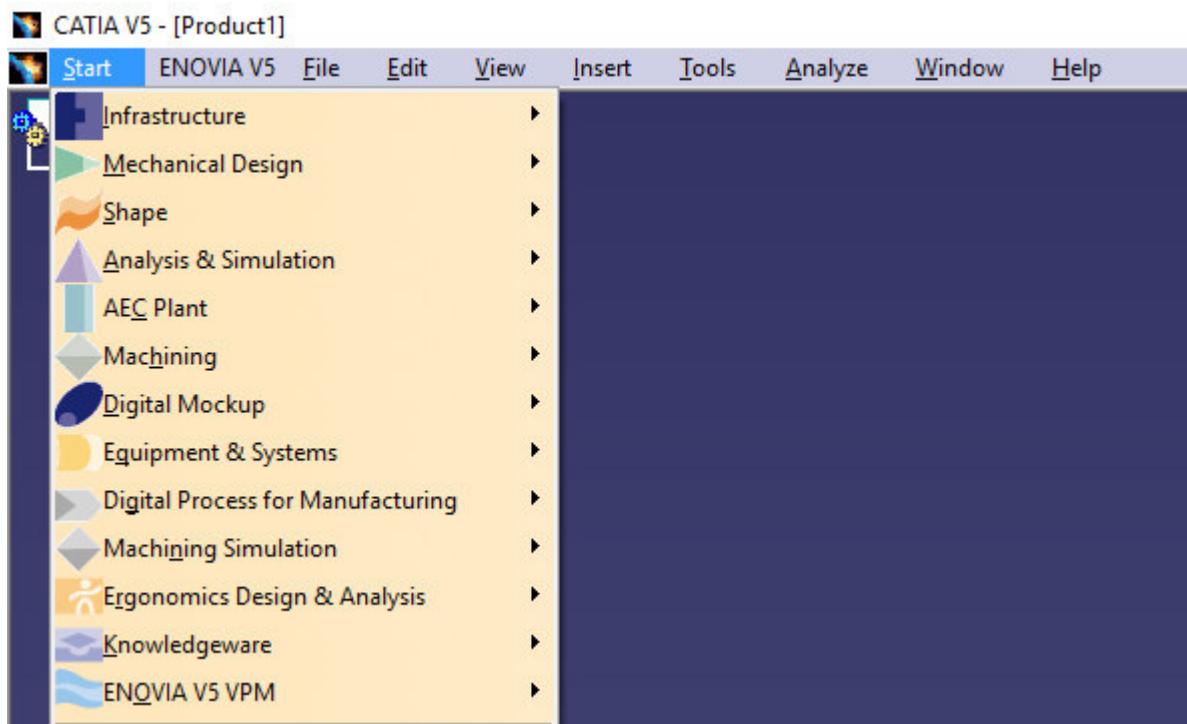 CATIA V5 - [Product1]
Start ENOVIA V5 File Edit View Insert Tools Analyze Window Help
Infrastructure
Mechanical Design
Shape
Analysis & Simulation
AEC Plant
Machining
Digital Mockup
Equipment & Systems
Digital Process for Manufacturing
Machining Simulation
Ergonomics Design & Analysis
Knowledgeware
ENOVIA V5 VPM